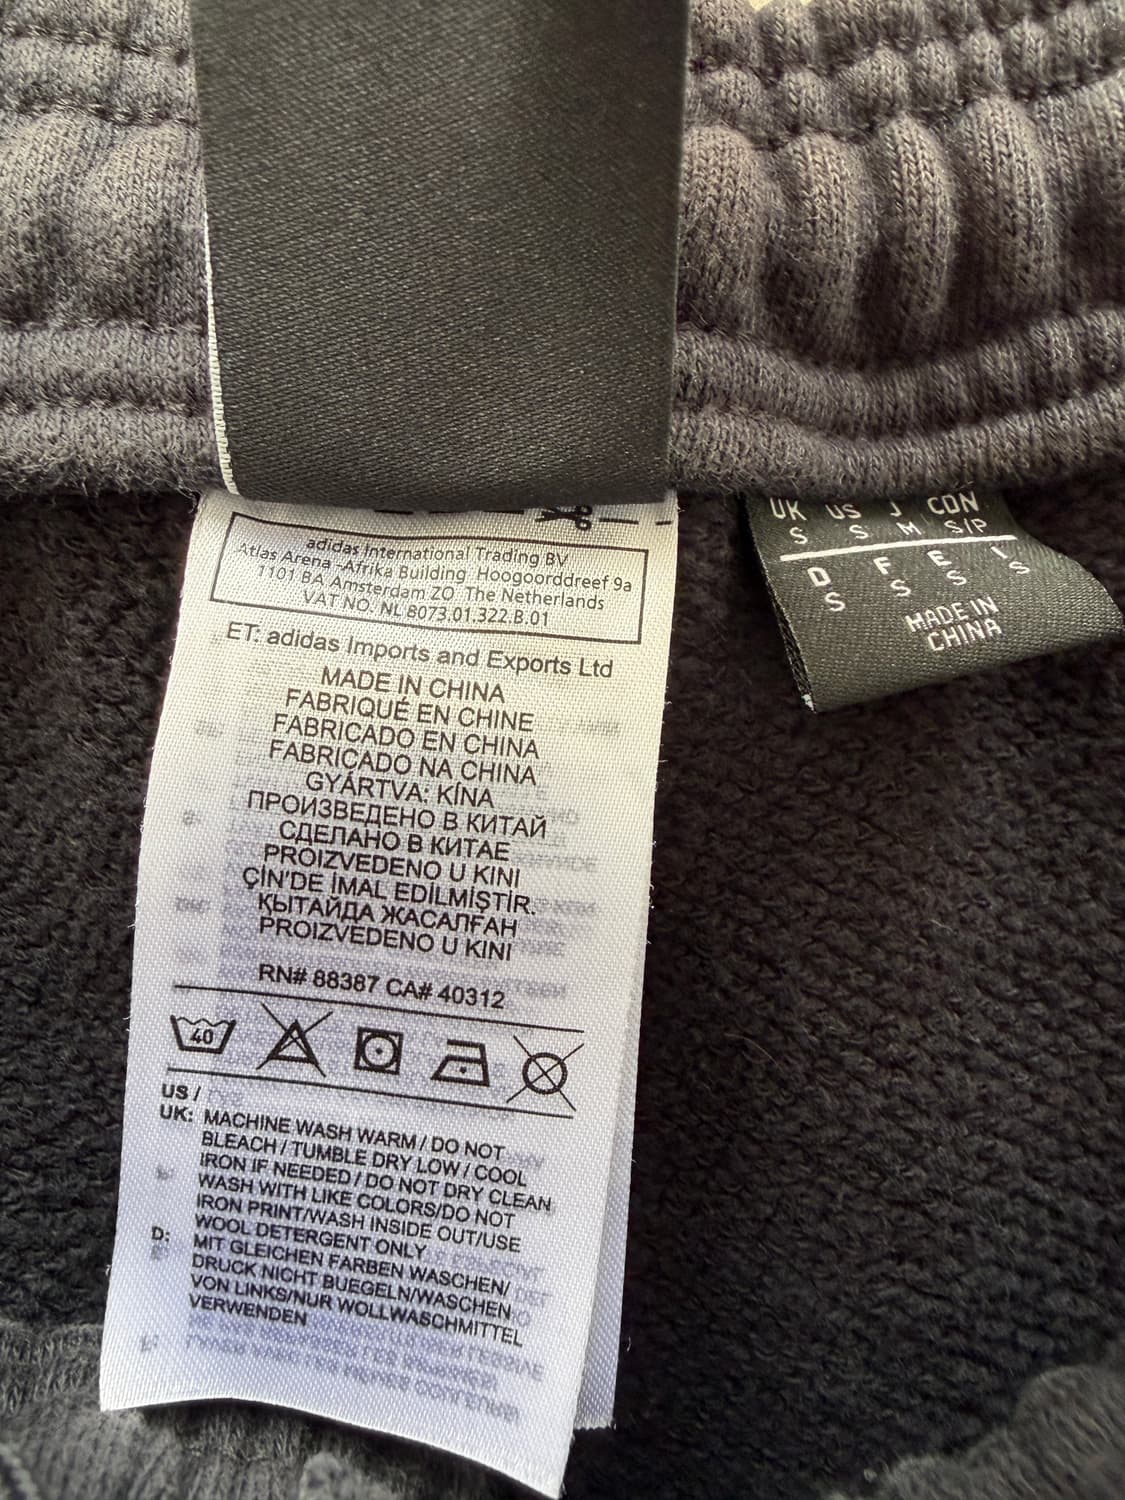 adidas International Trading BV
Atlas Arena -Afrika Building Hoogoorddreef 9a
1101 BA Amsterdam ZO The Netherlands
VAT NO. NL 8073.01.322.B.01
ET: adidas Imports and Exports Ltd
MADE IN CHINA
FABRIQUÉ EN CHINE
FABRICADO EN CHINA
FABRICADO NA CHINA
GYÁRTVA: KÍNA
ПРОИЗВЕДЕНО В КИТАЙ
СДЕЛАНО В КИТАЕ
PROIZVEDENO U KINI
ÇİN'DE İMAL EDİLMİŞTİR.
ҚЫТАЙДА ЖАСАЛҒАН
PROIZVEDENO U KINI
RN# 88387 CA# 40312
40
US /
UK: MACHINE WASH WARM / DO NOT
BLEACH / TUMBLE DRY LOW / COOL
IRON IF NEEDED / DO NOT DRY CLEAN
WASH WITH LIKE COLORS/DO NOT
IRON PRINT/WASH INSIDE OUT/USE
WOOL DETERGENT ONLY
D: MIT GLEICHEN FARBEN WASCHEN/
DRUCK NICHT BUEGELN/WASCHEN
VON LINKS/NUR WOLLWASCHMITTEL
VERWENDEN
UK US J CDN
S S M S/P
D F E I
S S S S
MADE IN
CHINA